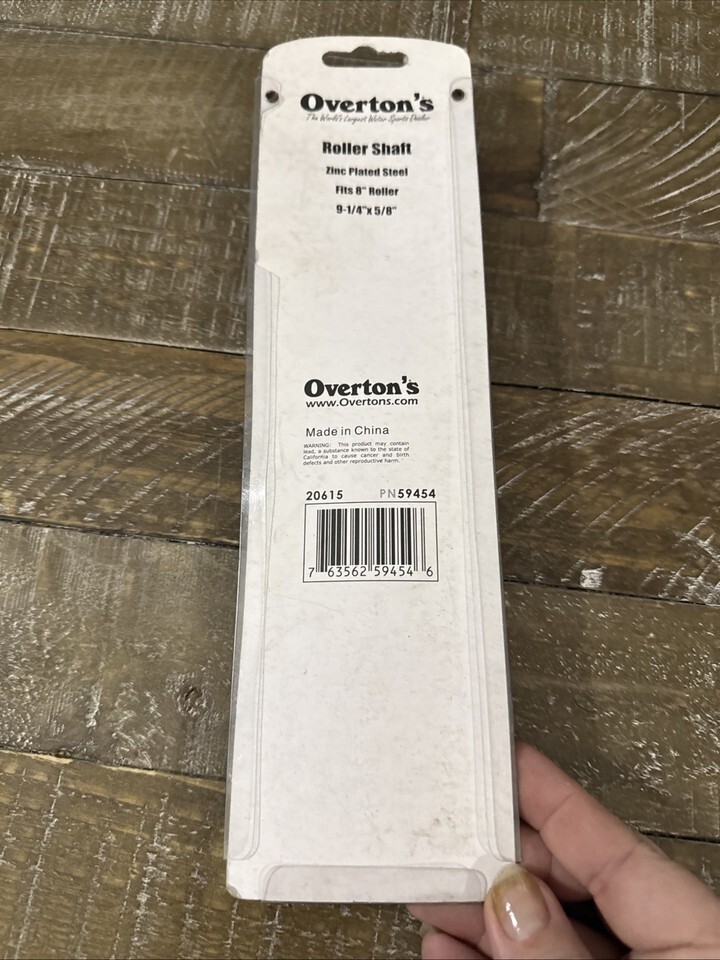 Overton's
The World's Largest Water Sports Dealer
Roller Shaft
Zinc Plated Steel
Fits 8" Roller
9-1/4"x 5/8"
Overton's
www.Overtons.com
Made in China
WARNING: This product may contain
lead, a substance known to the state of
California to cause cancer and birth
defects and other reproductive harm.
20615 PN59454
7 63562 59454 6